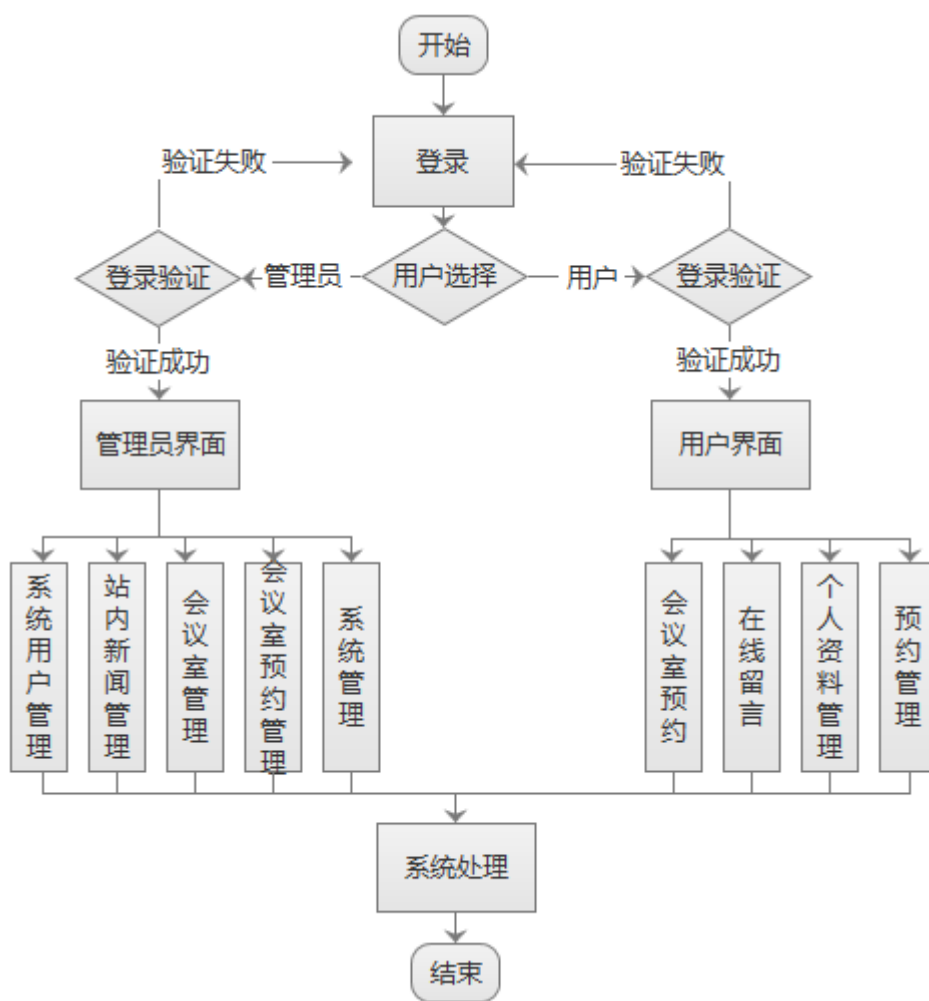 开始
登录
验证失败
验证失败
登录验证
管理员
用户选择
用户
登录验证
验证成功
验证成功
管理员界面
用户界面
系统用户管理
站内新闻管理
会议室管理
会议室预约管理
系统管理
会议室预约
在线留言
个人资料管理
预约管理
系统处理
结束